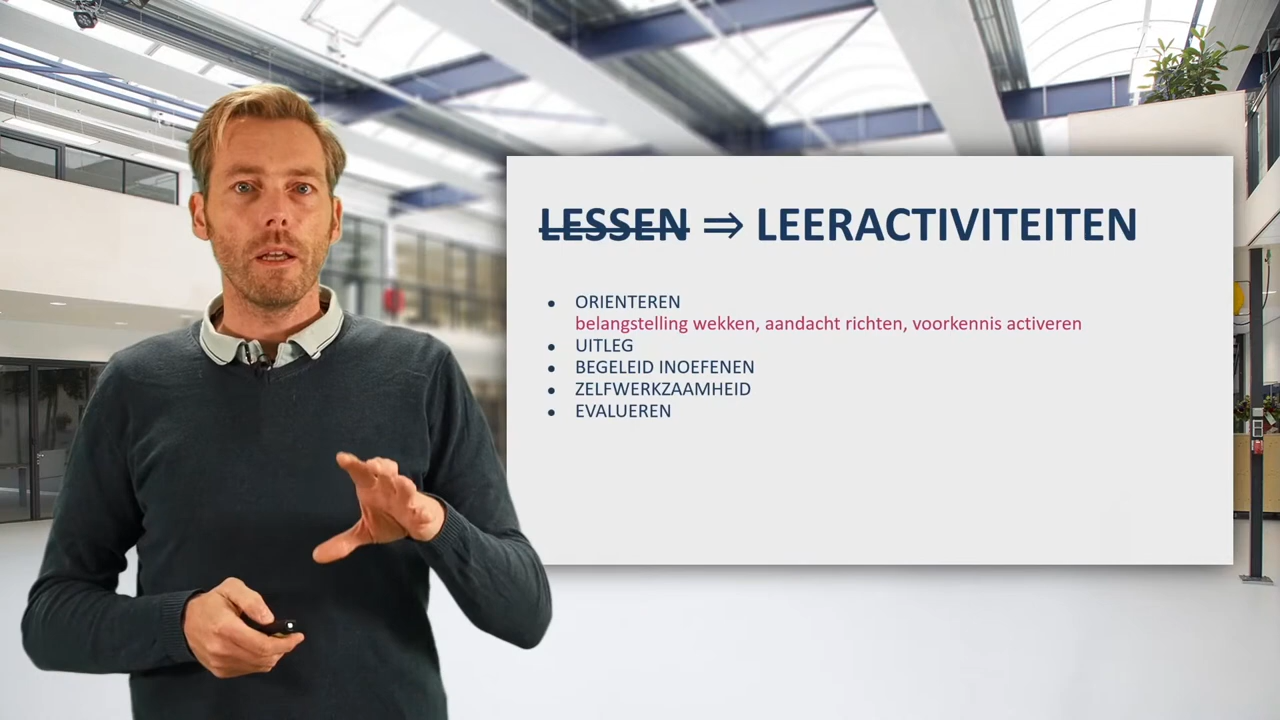 LESSEN ⇒ LEERACTIVITEITEN
• ORIENTEREN
belangstelling wekken, aandacht richten, voorkennis activeren
• UITLEG
• BEGELEID INOEFENEN
• ZELFWERKZAAMHEID
• EVALUEREN